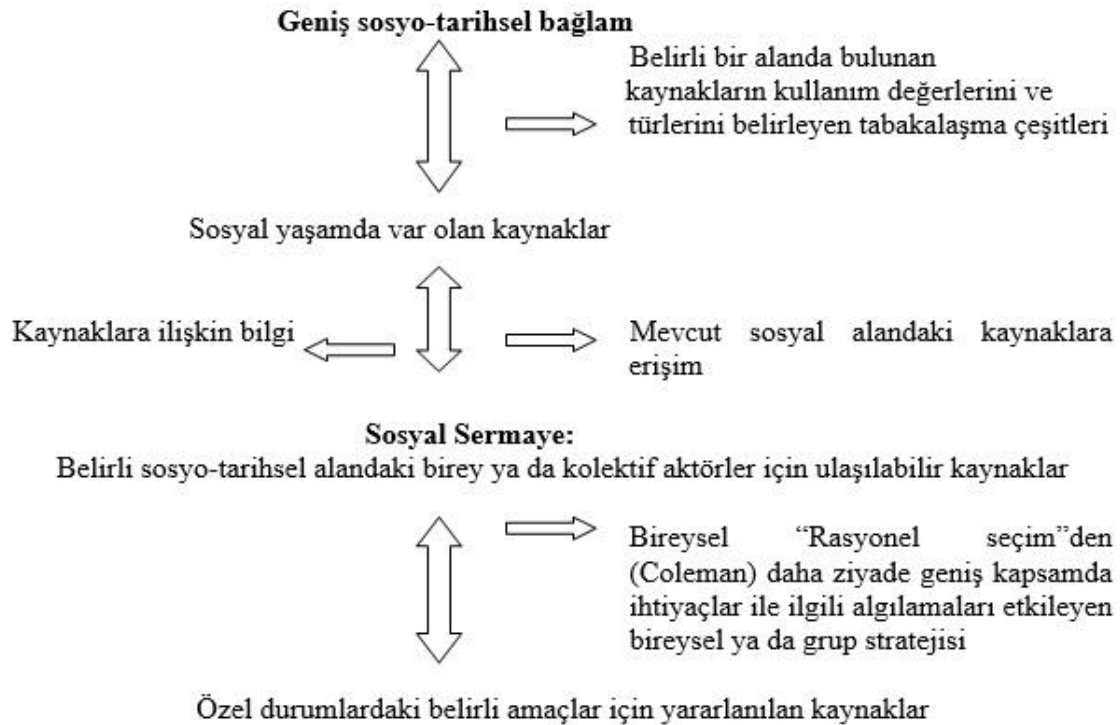 Geniş sosyo-tarihsel bağlam
Belirli bir alanda bulunan
kaynakların kullanım değerlerini ve
türlerini belirleyen tabakalaşma çeşitleri
Sosyal yaşamda var olan kaynaklar
Kaynaklara ilişkin bilgi
Mevcut sosyal alandaki kaynaklara
erişim
Sosyal Sermaye:
Belirli sosyo-tarihsel alandaki birey ya da kolektif aktörler için ulaşılabilir kaynaklar
Bireysel “Rasyonel seçim”den
(Coleman) daha ziyade geniş kapsamda
ihtiyaçlar ile ilgili algılamaları etkileyen
bireysel ya da grup stratejisi
Özel durumlardaki belirli amaçlar için yararlanılan kaynaklar